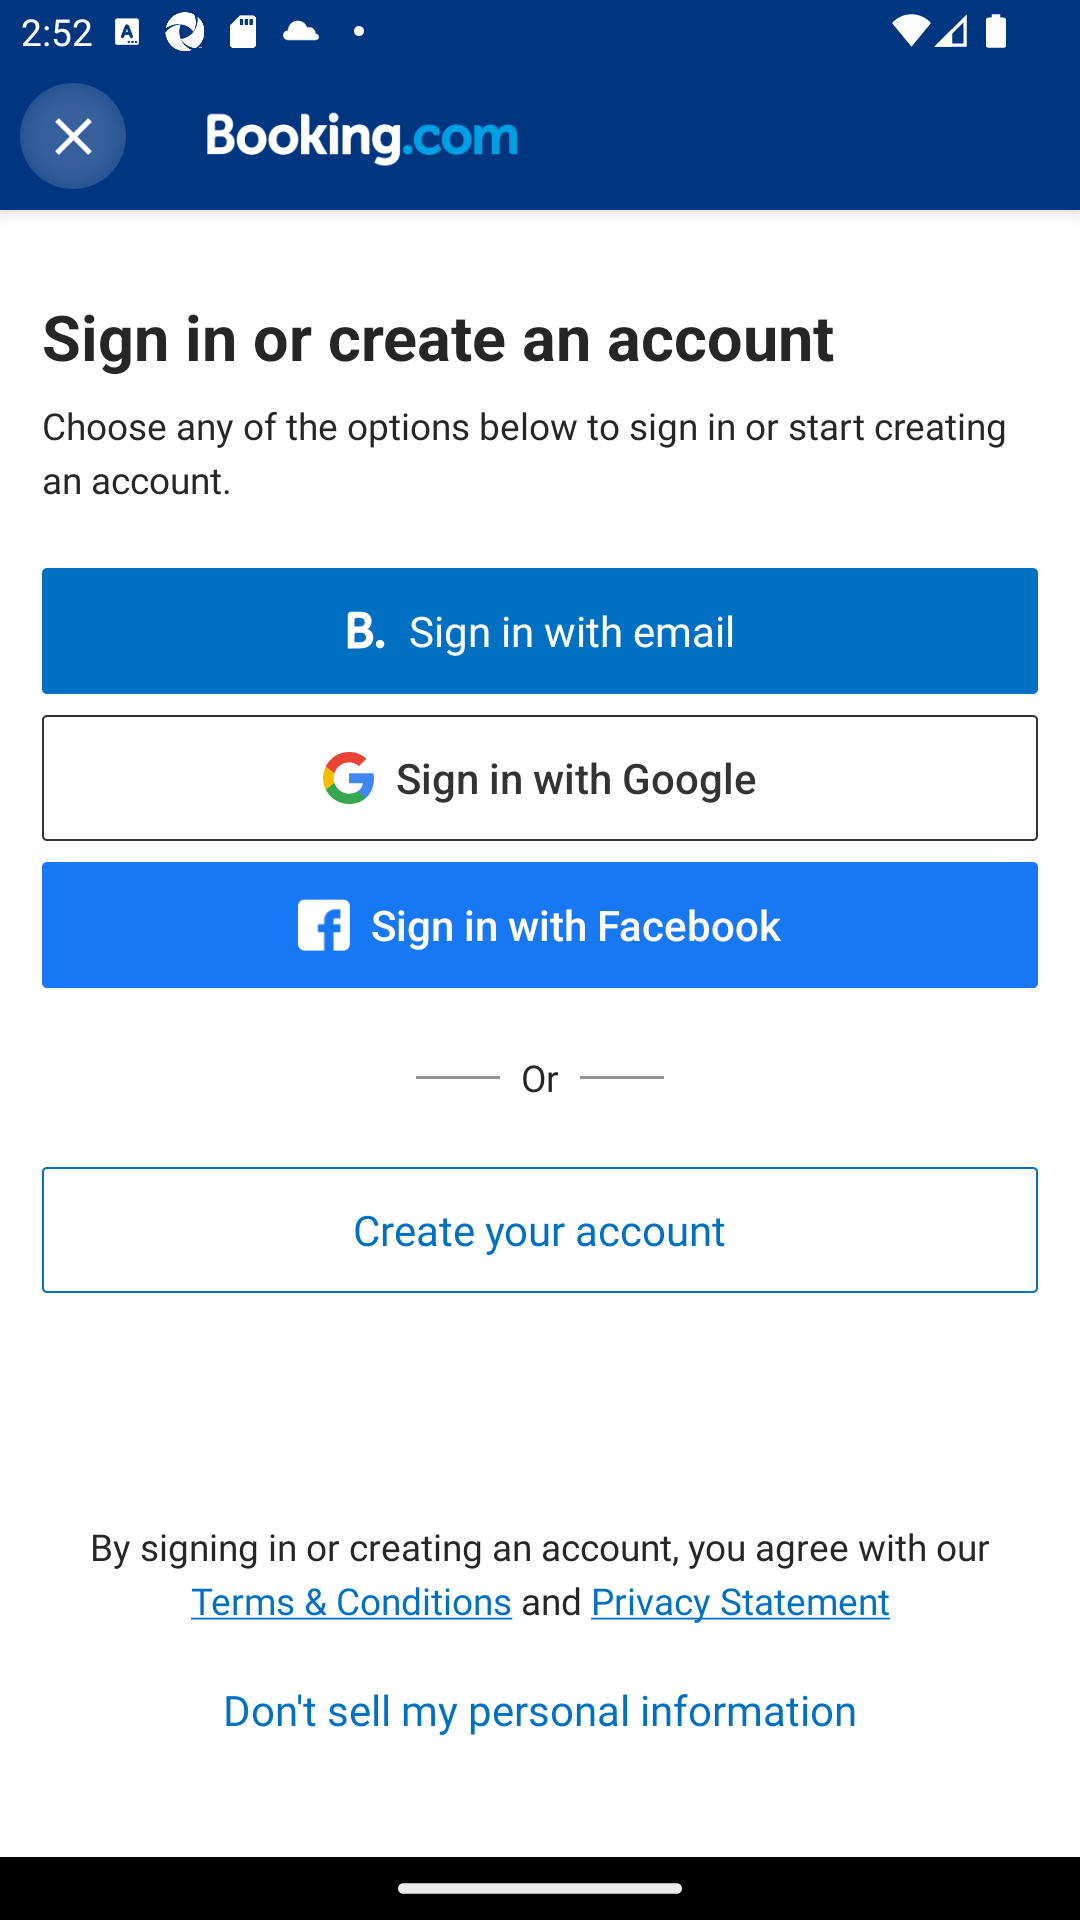 2:52
Booking.com
Sign in or create an account
Choose any of the options below to sign in or start creating
an account.
B. Sign in with email
Sign in with Google
Sign in with Facebook
Or
Create your account
By signing in or creating an account, you agree with our
Terms & Conditions and Privacy Statement
Don't sell my personal information